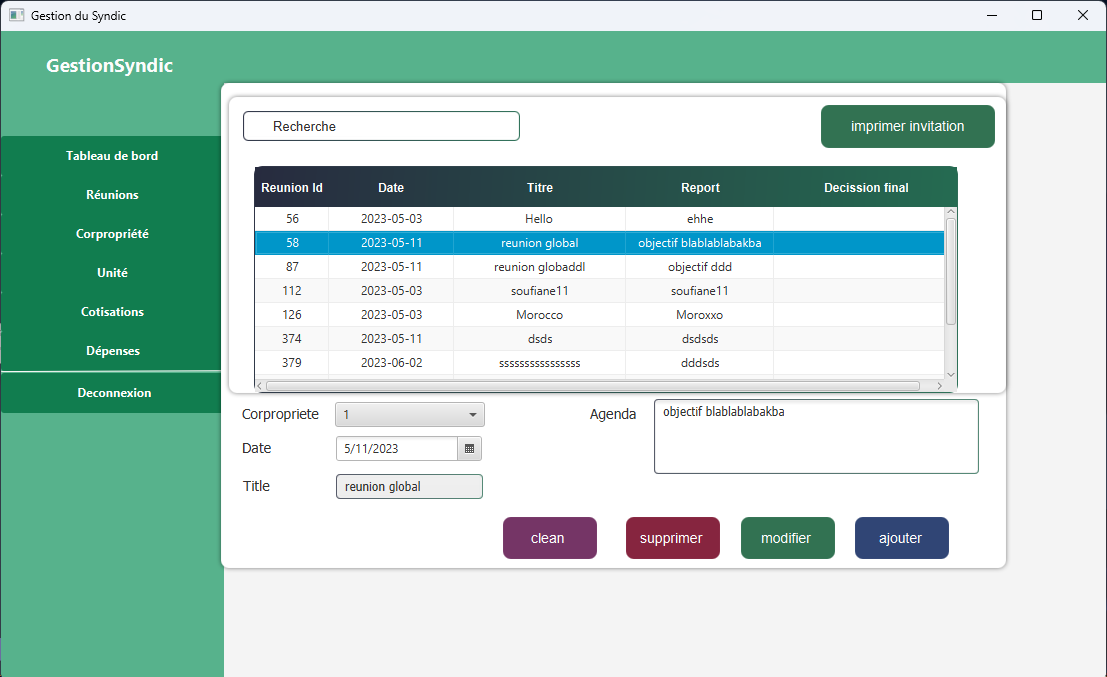 Gestion du Syndic
GestionSyndic
Tableau de bord
Réunions
Corpropriété
Unité
Cotisations
Dépenses
Deconnexion
Recherche
imprimer invitation
Reunion Id Date Titre Report Decission final
56 2023-05-03 Hello ehhe
58 2023-05-11 reunion global objectif blablablabakba
87 2023-05-11 reunion globaddl objectif ddd
112 2023-05-03 soufiane11 soufiane11
126 2023-05-03 Morocco Moroxxo
374 2023-05-11 dsds dsdsds
379 2023-06-02 ssssssssssssssss dddsds
Corpropriete 1 Agenda objectif blablablabakba
Date 5/11/2023
Title reunion global
clean supprimer modifier ajouter